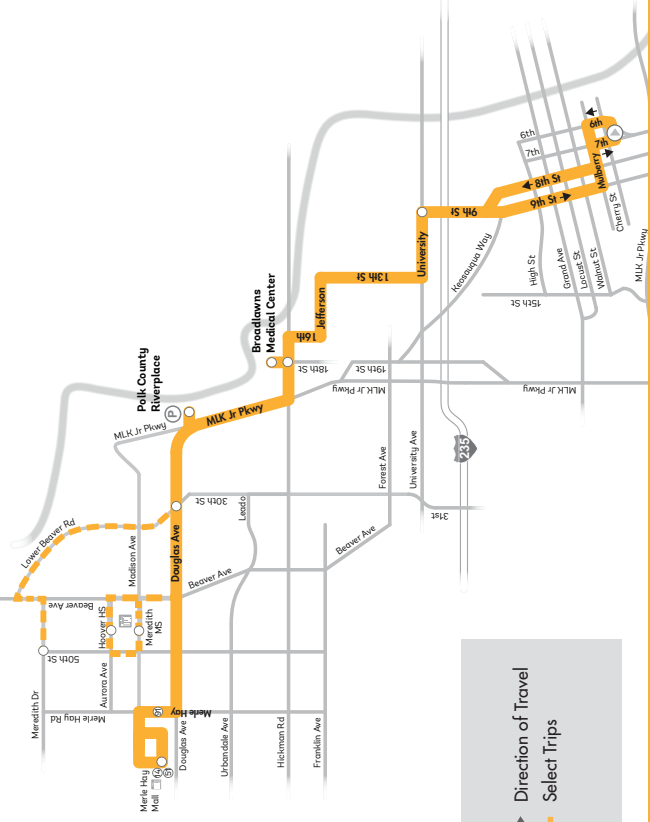 6th
7th
6th
7th
Mulberry
8th St
9th St
Cherry St
9th St
University
Keosauqua Way
High St
Grand Ave
Locust St
Walnut St
MLK Jr Pkwy
15th St
13th St
Jefferson
16th
Broadlawns
Medical Center
18th St
19th St
MLK Jr Pkwy
MLK Jr Pkwy
Polk County
Riverplace
P
MLK Jr Pkwy
MLK Jr Pkwy
Forest Ave
University Ave
235
30th St
31st
Leado
Lower Beaver Rd
Madison Ave
Douglas Ave
Beaver Ave
Beaver Ave
Beaver Ave
Hoover HS
Meredith
MS
50th St
Aurora Ave
Meredith Dr
Merle Hay Rd
Merle Hay
Merle Hay
Mall
14
51
91
Douglas Ave
Urbandale Ave
Hickman Rd
Franklin Ave
Direction of Travel
Select Trips